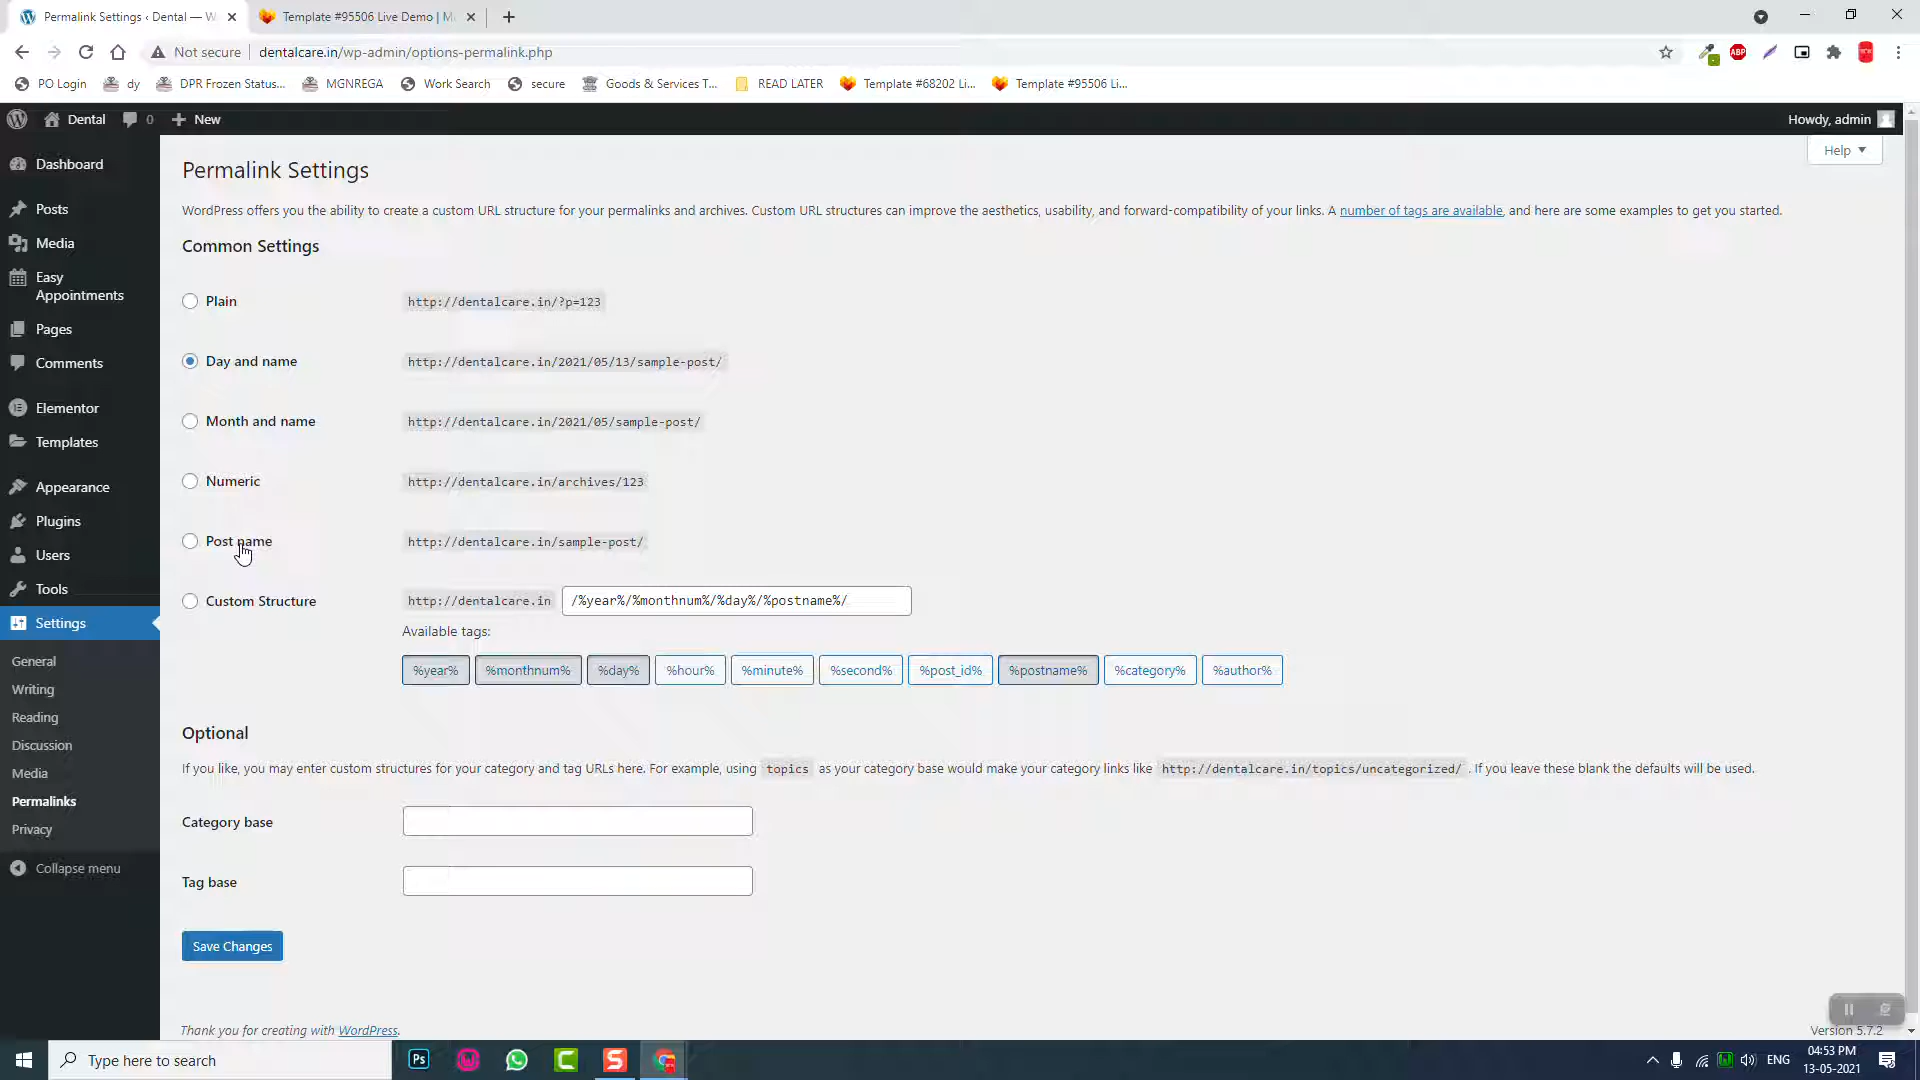 Permalink Settings ‹ Dental — W
Template #95506 Live Demo | M
Not secure
dentalcare.in/wp-admin/options-permalink.php
ABP
PO Login
dy
DPR Frozen Status...
MGNREGA
Work Search
secure
Goods & Services T...
READ LATER
Template #68202 Li...
Template #95506 Li...
Dental
0
New
Howdy, admin
Help
Dashboard
Posts
Media
Easy
Appointments
Pages
Comments
Elementor
Templates
Appearance
Plugins
Users
Tools
Settings
General
Writing
Reading
Discussion
Media
Permalinks
Privacy
Collapse menu
Permalink Settings
WordPress offers you the ability to create a custom URL structure for your permalinks and archives. Custom URL structures can improve the aesthetics, usability, and forward-compatibility of your links. A number of tags are available, and here are some examples to get you started.
Common Settings
Plain http://dentalcare.in/?p=123
Day and name http://dentalcare.in/2021/05/13/sample-post/
Month and name http://dentalcare.in/2021/05/sample-post/
Numeric http://dentalcare.in/archives/123
Post name http://dentalcare.in/sample-post/
Custom Structure http://dentalcare.in /%year%/%monthnum%/%day%/%postname%/
Available tags:
%year% %monthnum% %day% %hour% %minute% %second% %post_id% %postname% %category% %author%
Optional
If you like, you may enter custom structures for your category and tag URLs here. For example, using topics as your category base would make your category links like http://dentalcare.in/topics/uncategorized/ . If you leave these blank the defaults will be used.
Category base
Tag base
Save Changes
Thank you for creating with WordPress.
Version 5.7.2
Type here to search
Ps
ENG
04:53 PM
13-05-2021